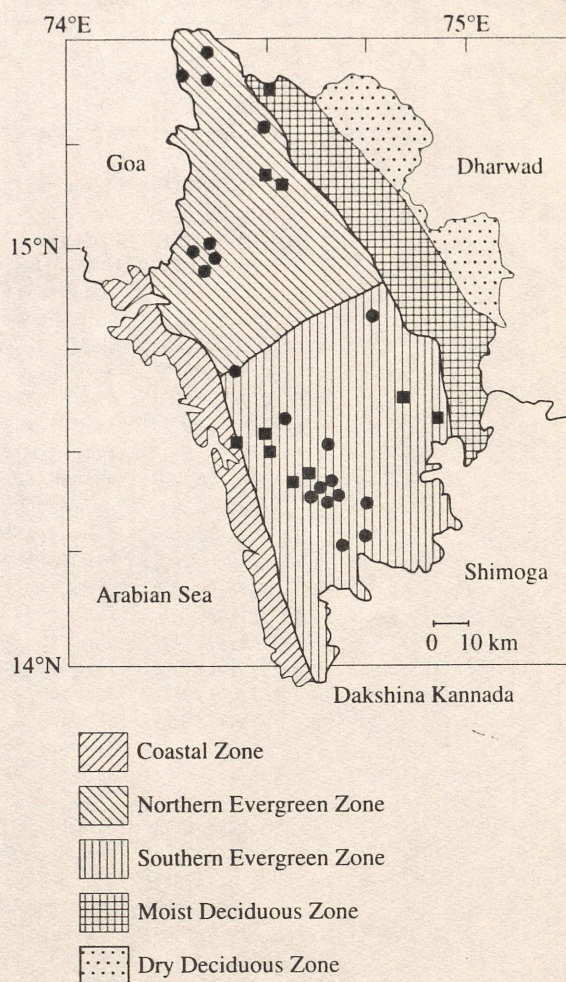 74°E
75°E
Goa
Dharwad
15°N
Arabian Sea
Shimoga
0 10 km
14°N
Dakshina Kannada
Coastal Zone
Northern Evergreen Zone
Southern Evergreen Zone
Moist Deciduous Zone
Dry Deciduous Zone